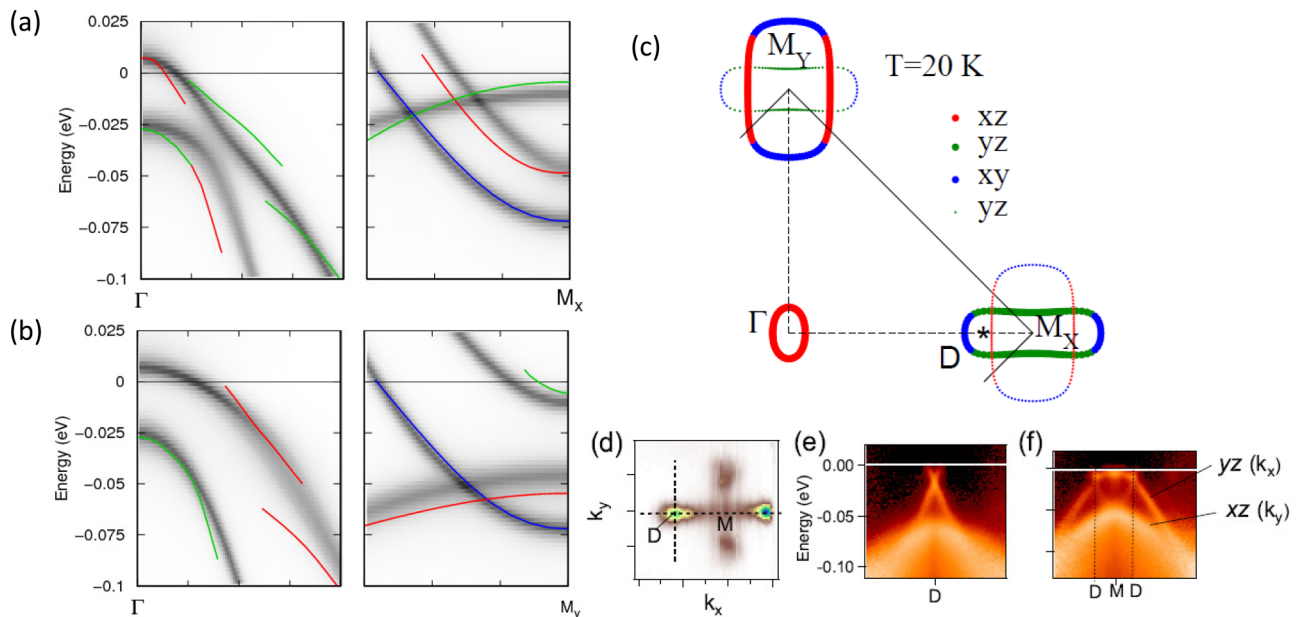 (a)
0.025
0
−0.025
−0.05
−0.075
−0.1
Energy (eV)
Γ
Mx
(b)
0.025
0
−0.025
−0.05
−0.075
−0.1
Energy (eV)
Γ
My
(c)
MY
T=20 K
xz
yz
xy
yz
Γ
D
*
MX
(d)
ky
D
M
kx
(e)
0.00
−0.05
−0.10
Energy (eV)
D
(f)
yz (kx)
xz (ky)
D M D